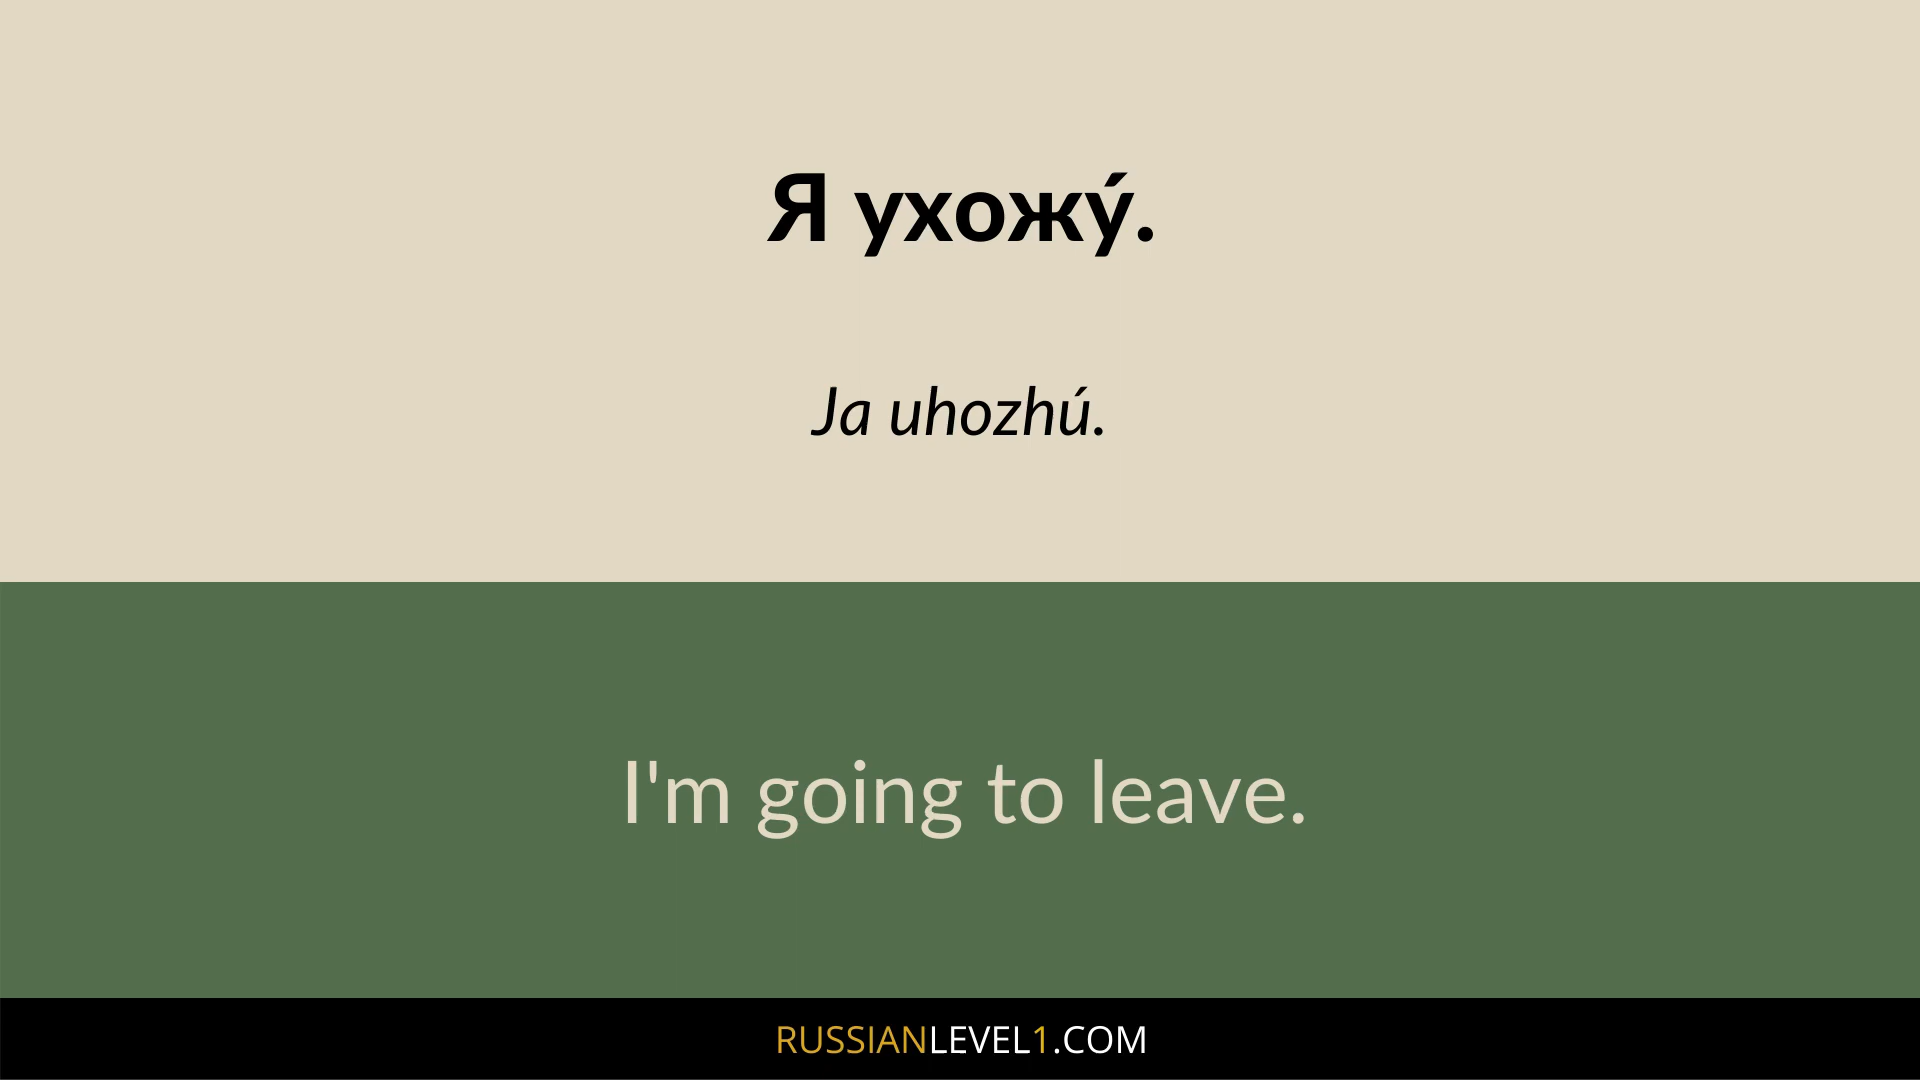 Я ухожу́.
Ja uhozhú.
I'm going to leave.
RUSSIANLEVEL1.COM